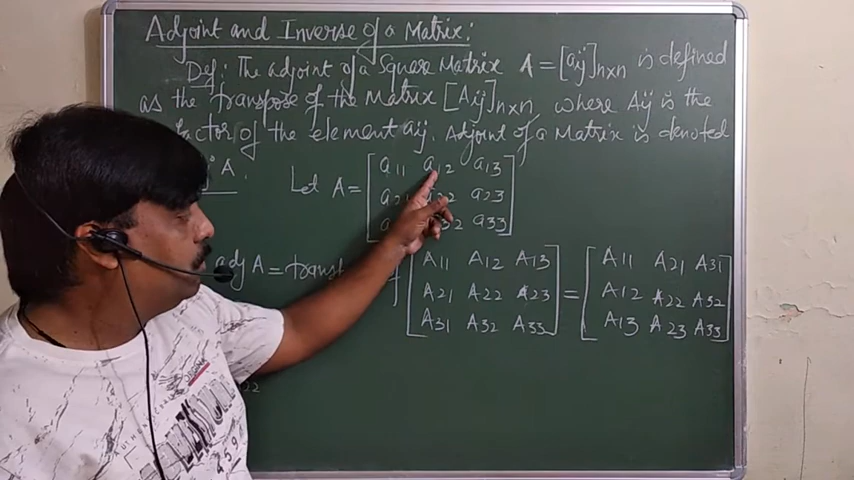 Adjoint and Inverse of a Matrix:
Def: The adjoint of a Square Matrix A = [aij]nxn is defined
as the transpose of the Matrix [Aij]nxn where Aij is the
factor of the element aij. Adjoint of a Matrix is denoted
A.
Let A = [a11 a12 a13
a23
a33]
adj A = [A11 A12 A13 = [A11 A21 A31
A21 A22 A23 A12 A22 A32
A31 A32 A33] A13 A23 A33]